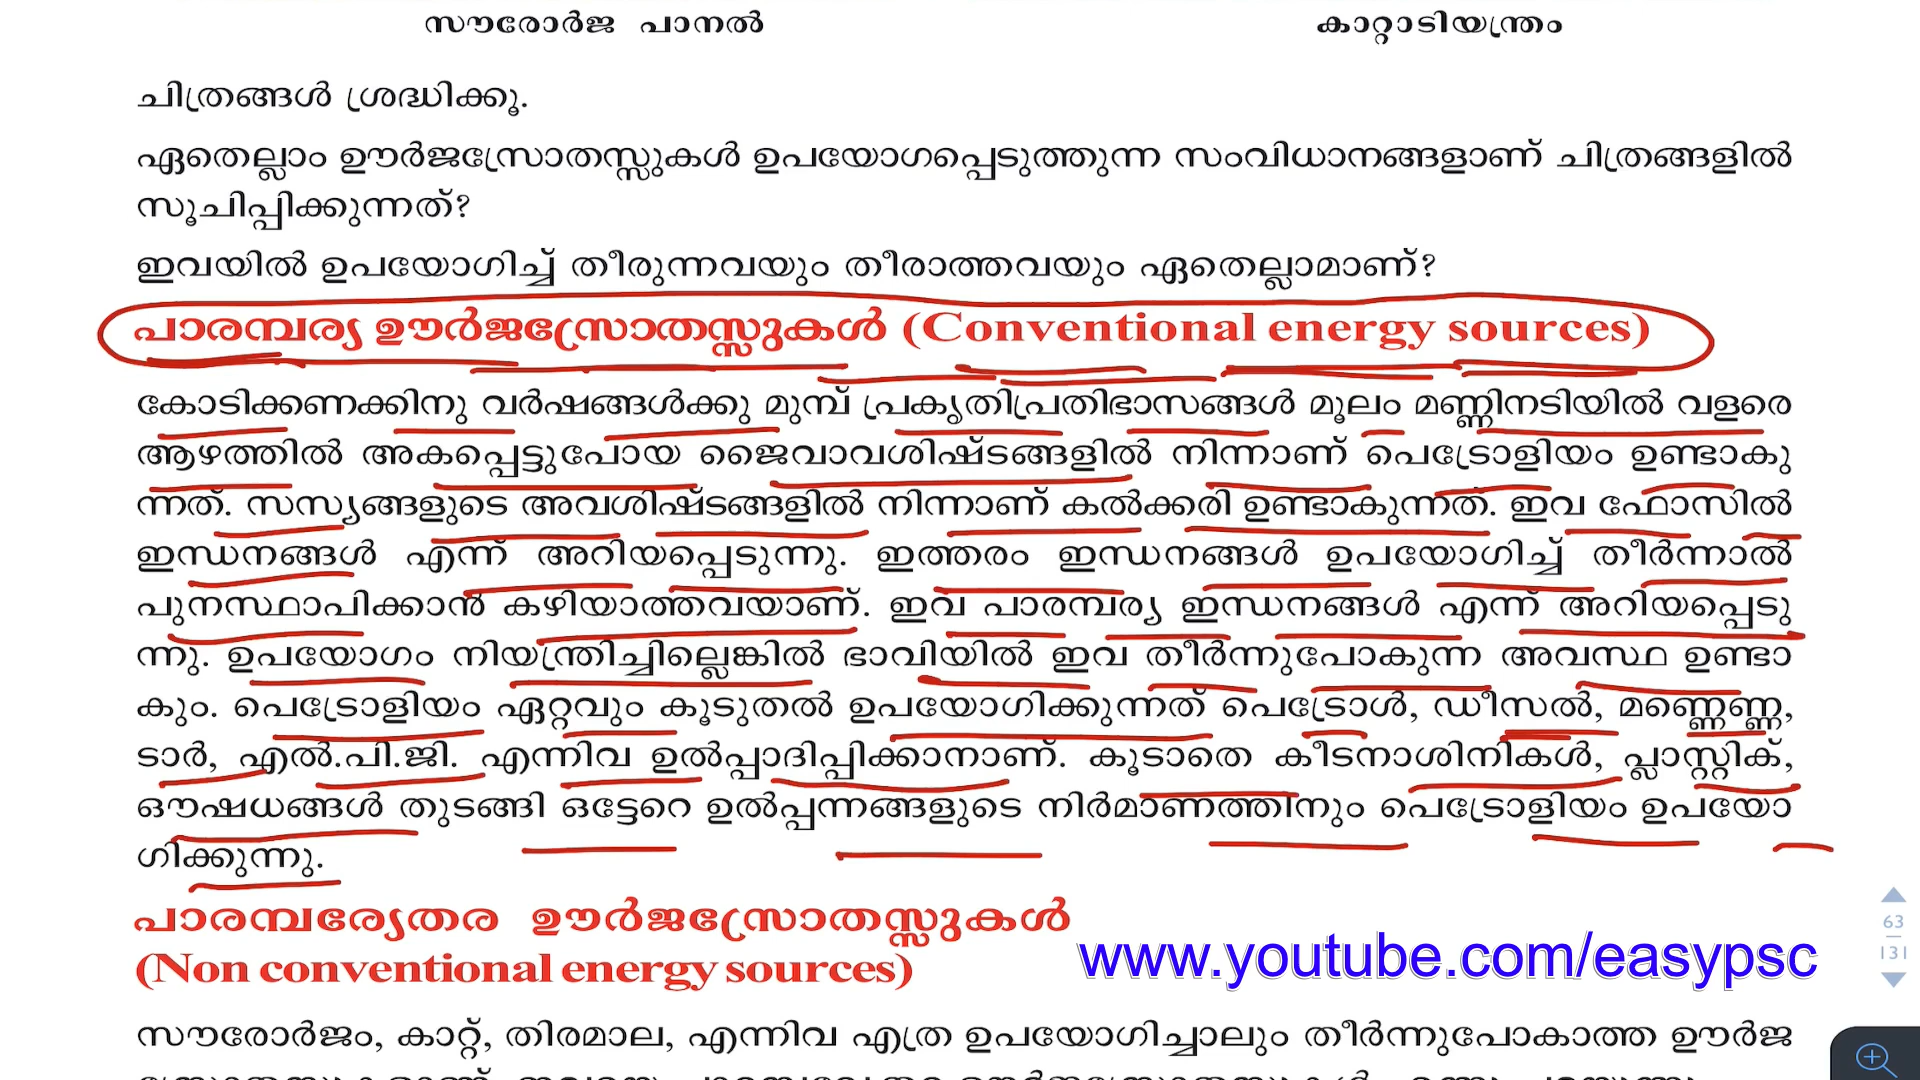 സൗരോർജ പാനൽ
കാറ്റാടിയന്ത്രം
ചിത്രങ്ങൾ ശ്രദ്ധിക്കൂ.
ഏതെല്ലാം ഊർജസ്രോതസ്സുകൾ ഉപയോഗപ്പെടുത്തുന്ന സംവിധാനങ്ങളാണ് ചിത്രങ്ങളിൽ
സൂചിപ്പിക്കുന്നത്?
ഇവയിൽ ഉപയോഗിച്ച് തീരുന്നവയും തീരാത്തവയും ഏതെല്ലാമാണ്?
പാരമ്പര്യ ഊർജസ്രോതസ്സുകൾ (Conventional energy sources)
കോടിക്കണക്കിനു വർഷങ്ങൾക്കു മുമ്പ് പ്രകൃതിപ്രതിഭാസങ്ങൾ മൂലം മണ്ണിനടിയിൽ വളരെ
ആഴത്തിൽ അകപ്പെട്ടുപോയ ജൈവാവശിഷ്ടങ്ങളിൽ നിന്നാണ് പെട്രോളിയം ഉണ്ടാകു
ന്നത്. സസ്യങ്ങളുടെ അവശിഷ്ടങ്ങളിൽ നിന്നാണ് കൽക്കരി ഉണ്ടാകുന്നത്. ഇവ ഫോസിൽ
ഇന്ധനങ്ങൾ എന്ന് അറിയപ്പെടുന്നു. ഇത്തരം ഇന്ധനങ്ങൾ ഉപയോഗിച്ച് തീർന്നാൽ
പുനസ്ഥാപിക്കാൻ കഴിയാത്തവയാണ്. ഇവ പാരമ്പര്യ ഇന്ധനങ്ങൾ എന്ന് അറിയപ്പെടു
ന്നു. ഉപയോഗം നിയന്ത്രിച്ചില്ലെങ്കിൽ ഭാവിയിൽ ഇവ തീർന്നുപോകുന്ന അവസ്ഥ ഉണ്ടാ
കും. പെട്രോളിയം ഏറ്റവും കൂടുതൽ ഉപയോഗിക്കുന്നത് പെട്രോൾ, ഡീസൽ, മണ്ണെണ്ണ,
ടാർ, എൽ.പി.ജി. എന്നിവ ഉൽപ്പാദിപ്പിക്കാനാണ്. കൂടാതെ കീടനാശിനികൾ, പ്ലാസ്റ്റിക്,
ഔഷധങ്ങൾ തുടങ്ങി ഒട്ടേറെ ഉൽപ്പന്നങ്ങളുടെ നിർമാണത്തിനും പെട്രോളിയം ഉപയോ
ഗിക്കുന്നു.
പാരമ്പര്യേതര ഊർജസ്രോതസ്സുകൾ
(Non conventional energy sources)
www.youtube.com/easypsc
63
131
സൗരോർജം, കാറ്റ്, തിരമാല, എന്നിവ എത്ര ഉപയോഗിച്ചാലും തീർന്നുപോകാത്ത ഊർജ